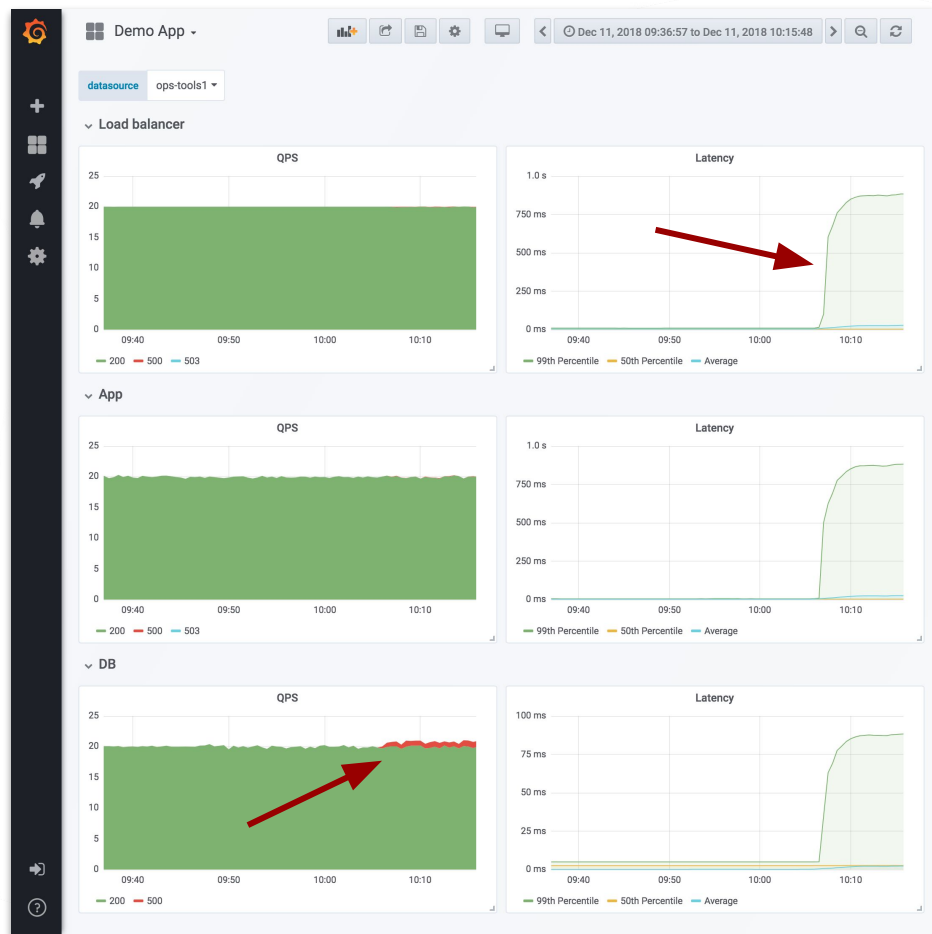 Demo App
Dec 11, 2018 09:36:57 to Dec 11, 2018 10:15:48
datasource ops-tools1
Load balancer
QPS
25
20
15
10
5
0
09:40 09:50 10:00 10:10
200 500 503
Latency
1.0 s
750 ms
500 ms
250 ms
0 ms
09:40 09:50 10:00 10:10
99th Percentile 50th Percentile Average
App
QPS
25
20
15
10
5
0
09:40 09:50 10:00 10:10
200 500 503
Latency
1.0 s
750 ms
500 ms
250 ms
0 ms
09:40 09:50 10:00 10:10
99th Percentile 50th Percentile Average
DB
QPS
25
20
15
10
5
0
09:40 09:50 10:00 10:10
200 500
Latency
100 ms
75 ms
50 ms
25 ms
0 ms
09:40 09:50 10:00 10:10
99th Percentile 50th Percentile Average